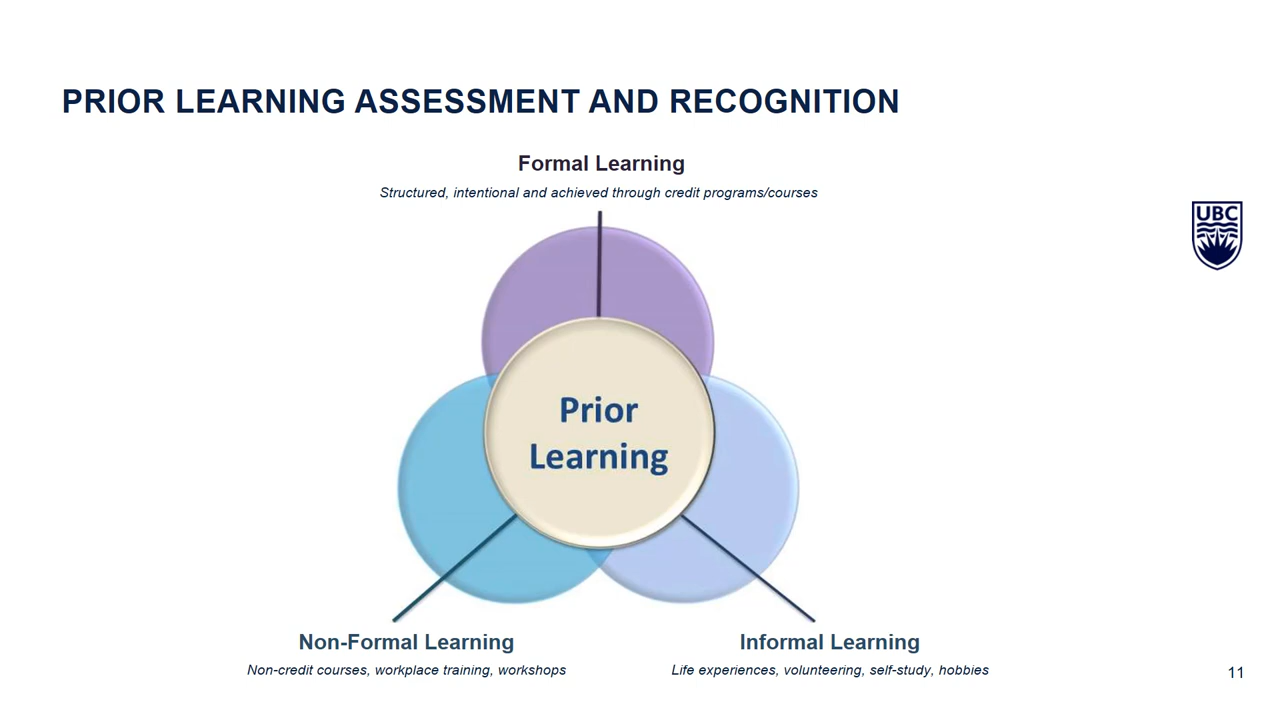 PRIOR LEARNING ASSESSMENT AND RECOGNITION
Formal Learning
Structured, intentional and achieved through credit programs/courses
UBC
Prior
Learning
Non-Formal Learning
Non-credit courses, workplace training, workshops
Informal Learning
Life experiences, volunteering, self-study, hobbies
11